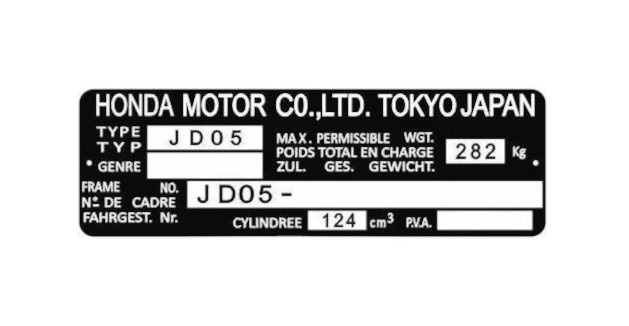 HONDA MOTOR CO.,LTD. TOKYO JAPAN
TYPE
TYP
JD05
GENRE
MAX. PERMISSIBLE WGT.
POIDS TOTAL EN CHARGE
ZUL. GES. GEWICHT.
282 Kg
FRAME NO.
Nº DE CADRE
FAHRGEST. Nr.
JD05-
CYLINDREE 124 cm³ P.V.A.